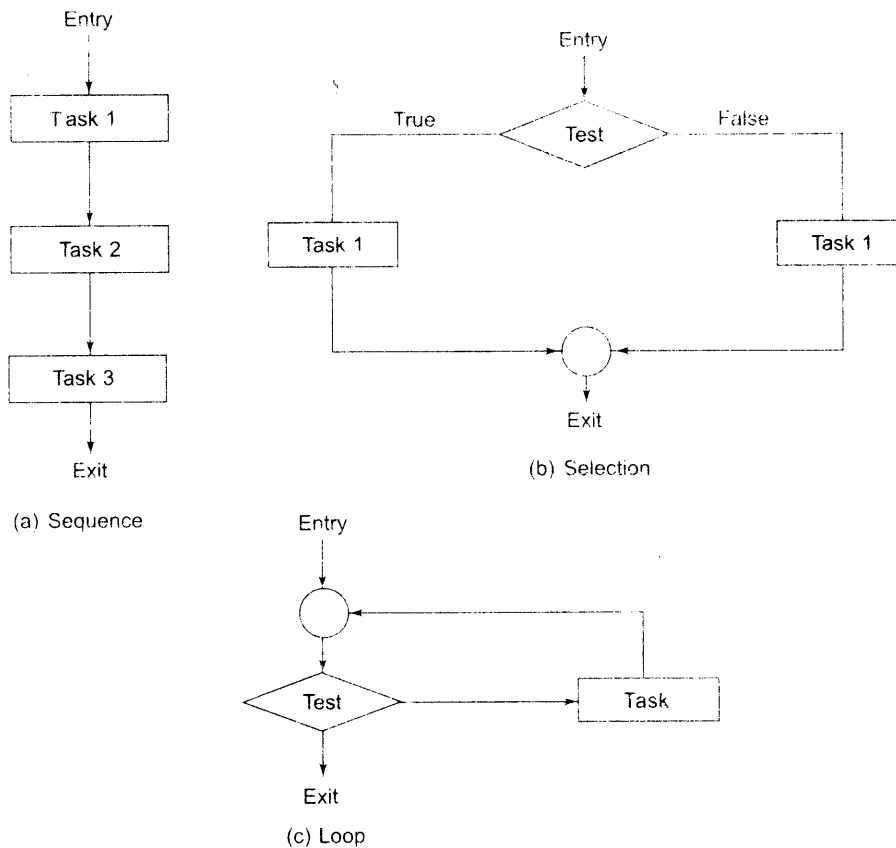 Entry
Task 1
Task 2
Task 3
Exit
(a) Sequence
Entry
True
Test
False
Task 1
Task 1
Exit
(b) Selection
Entry
Test
Task
Exit
(c) Loop